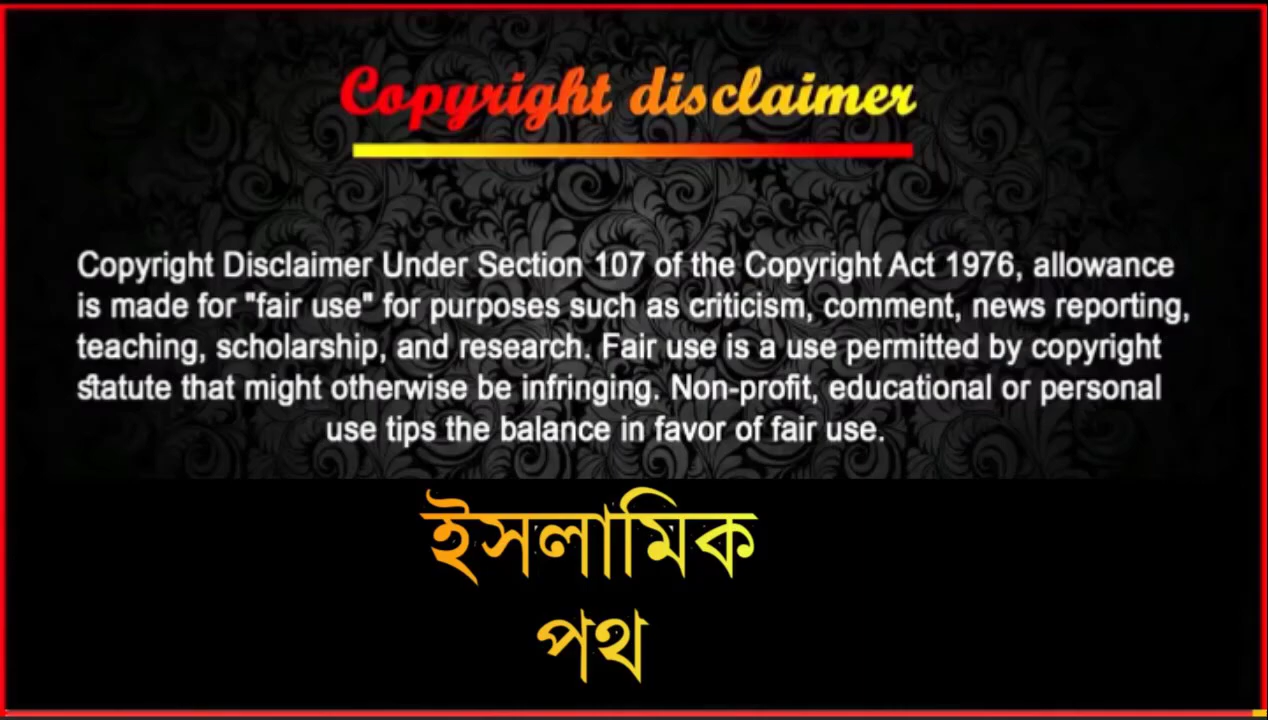 Copyright disclaimer
Copyright Disclaimer Under Section 107 of the Copyright Act 1976, allowance
is made for "fair use" for purposes such as criticism, comment, news reporting,
teaching, scholarship, and research. Fair use is a use permitted by copyright
statute that might otherwise be infringing. Non-profit, educational or personal
use tips the balance in favor of fair use.
ইসলামিক
পথ